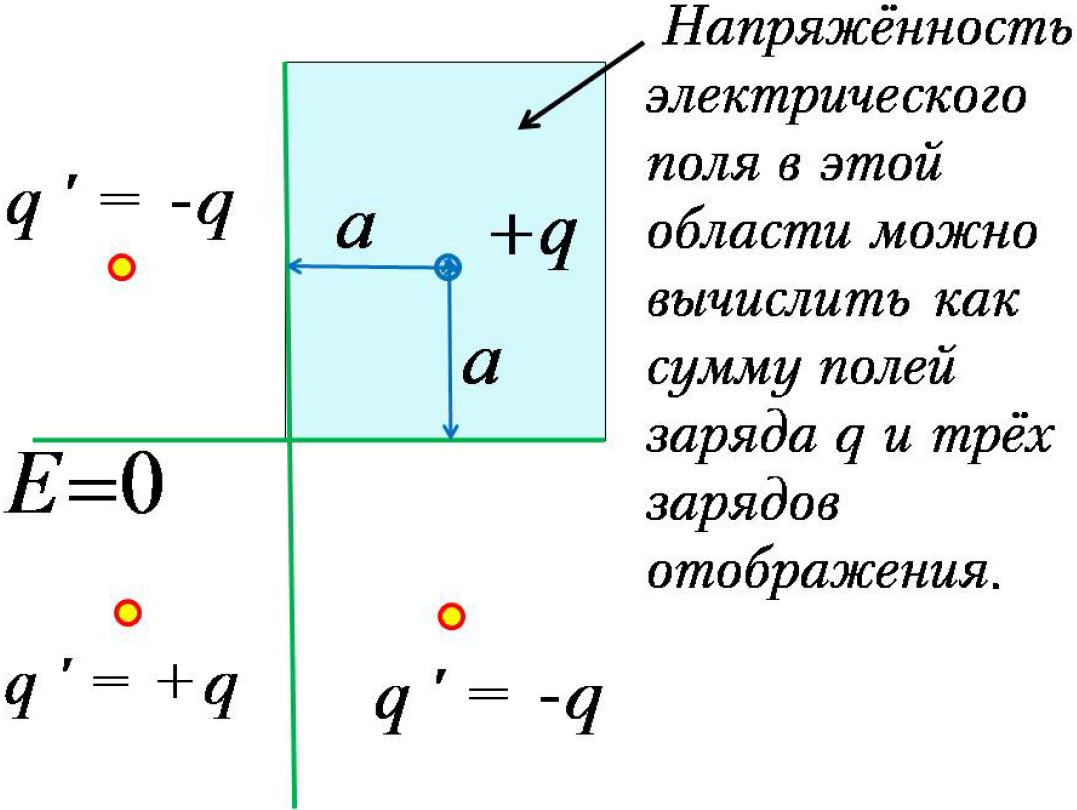 Напряжённость
электрического
поля в этой
области можно
вычислить как
сумму полей
заряда q и трёх
зарядов
отображения.
q ' = -q
a
+q
a
E=0
q ' = +q
q ' = -q